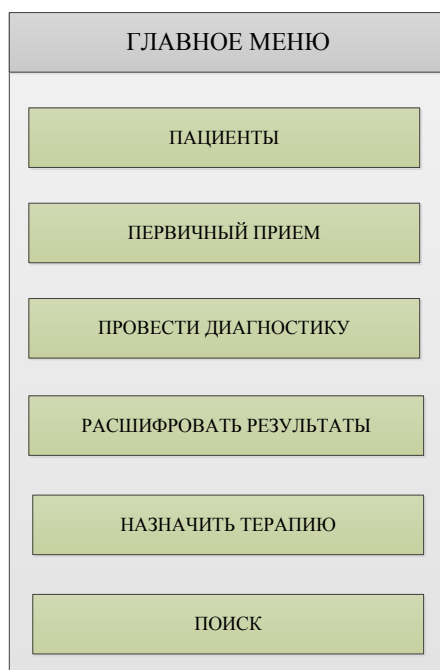 ГЛАВНОЕ МЕНЮ
ПАЦИЕНТЫ
ПЕРВИЧНЫЙ ПРИЕМ
ПРОВЕСТИ ДИАГНОСТИКУ
РАСШИФРОВАТЬ РЕЗУЛЬТАТЫ
НАЗНАЧИТЬ ТЕРАПИЮ
ПОИСК